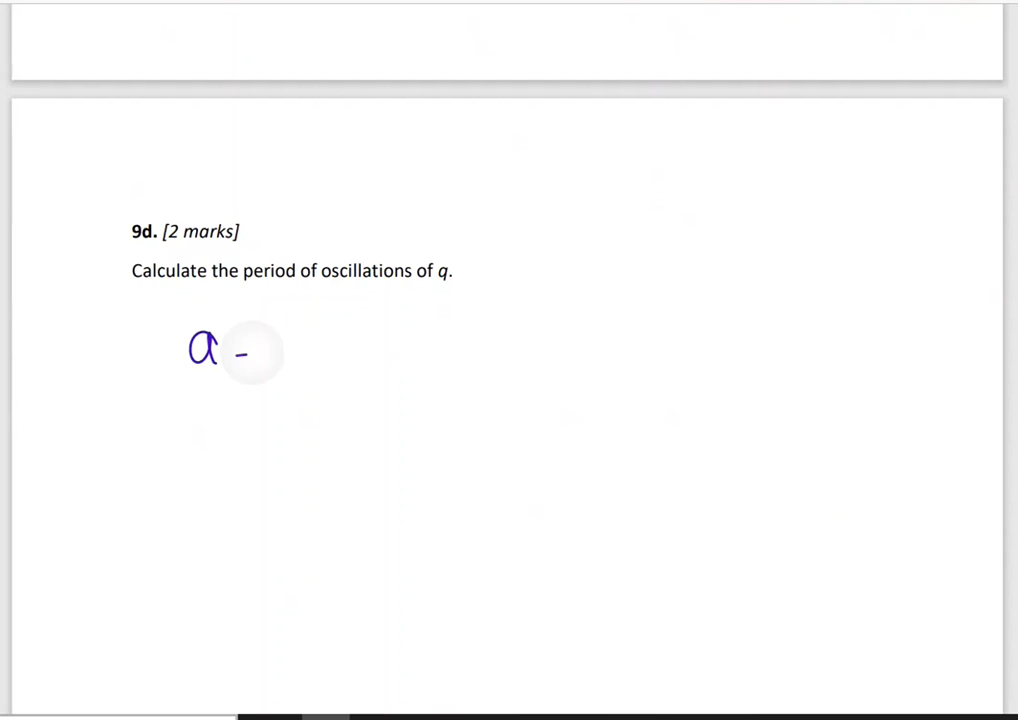 9d. [2 marks]
Calculate the period of oscillations of q.
a -